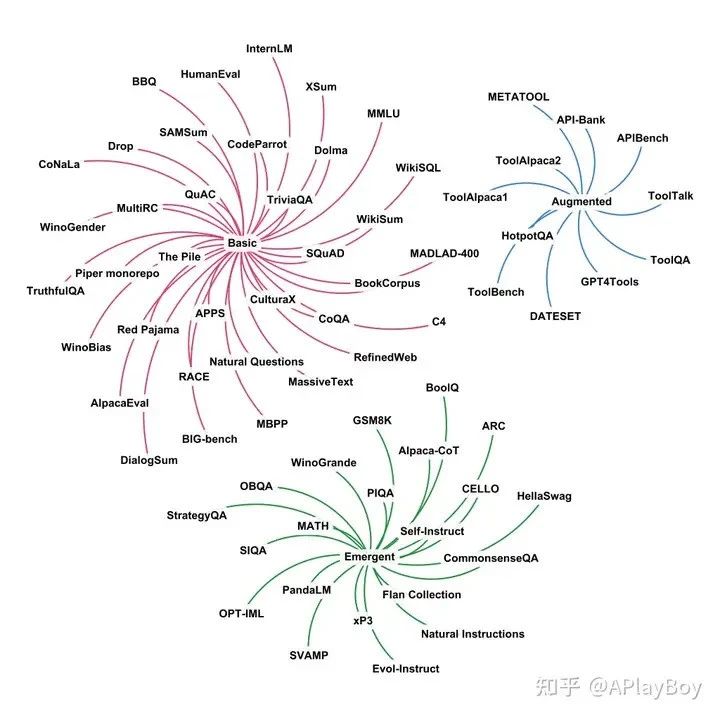 InternLM
HumanEval
BBQ
XSum
MMLU
SAMSum
CodeParrot
Drop
Dolma
CoNaLa
WikiSQL
QuAC
TriviaQA
MultiRC
WikiSum
WinoGender
Basic
SQuAD
MADLAD-400
The Pile
Piper monorepo
BookCorpus
TruthfulQA
CulturaX
APPS
CoQA
C4
Red Pajama
WinoBias
RefinedWeb
Natural Questions
RACE
MassiveText
AlpacaEval
MBPP
BIG-bench
DialogSum
METATOOL
API-Bank
APIBench
ToolAlpaca2
ToolAlpaca1
Augmented
ToolTalk
HotpotQA
ToolQA
GPT4Tools
ToolBench
DATESET
BoolQ
GSM8K
ARC
Alpaca-CoT
WinoGrande
OBQA
PIQA
CELLO
HellaSwag
StrategyQA
MATH
Self-Instruct
SIQA
Emergent
CommonsenseQA
PandaLM
Flan Collection
OPT-IML
xP3
Natural Instructions
SVAMP
Evol-Instruct
知乎 @APlayBoy